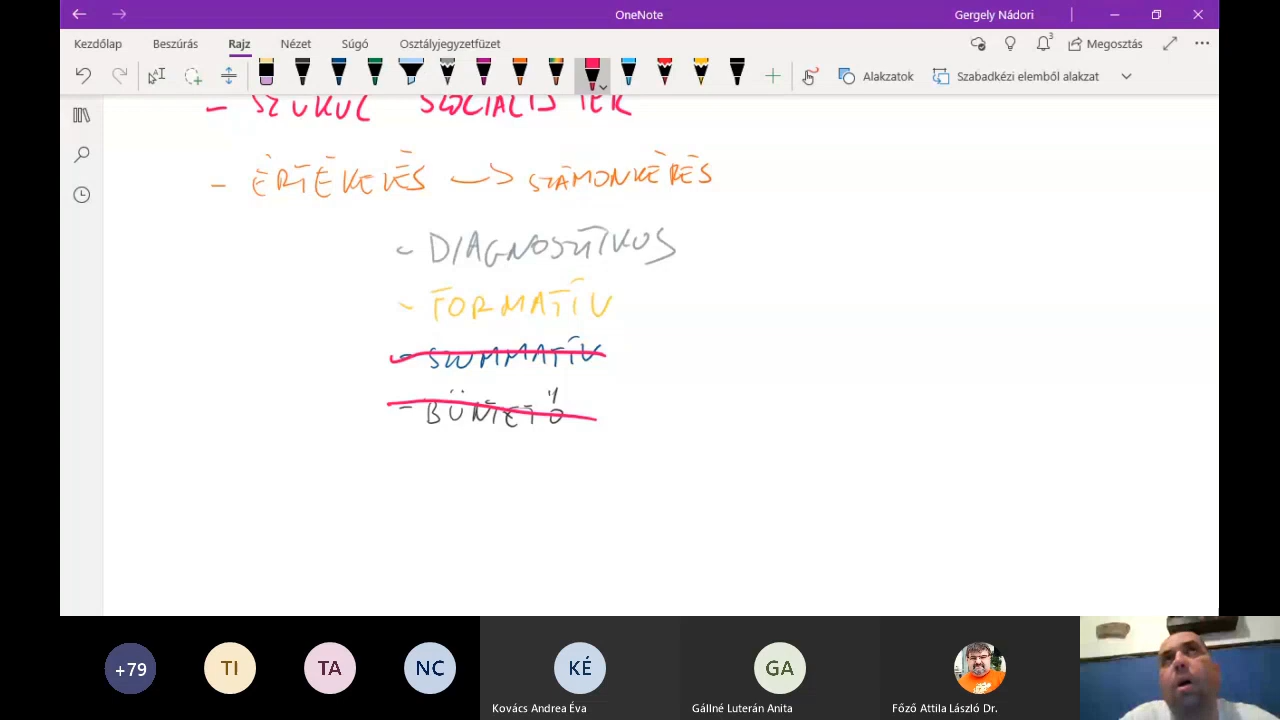 OneNote
Gergely Nádori
Kezdőlap Beszúrás Rajz Nézet Súgó Osztályjegyzetfüzet
3 Megosztás
Alakzatok Szabadkézi elemből alakzat
- SZŰKÜL SZOCIÁLIS TÉR
- ÉRTÉKELÉS → SZÁMONKÉRÉS
- DIAGNOSZTIKUS
- FORMATÍV
- SZUMMATÍV
- BÜNTETŐ
+79 TI TA NC KÉ GA
Kovács Andrea Éva Gállné Luterán Anita Főző Attila László Dr.